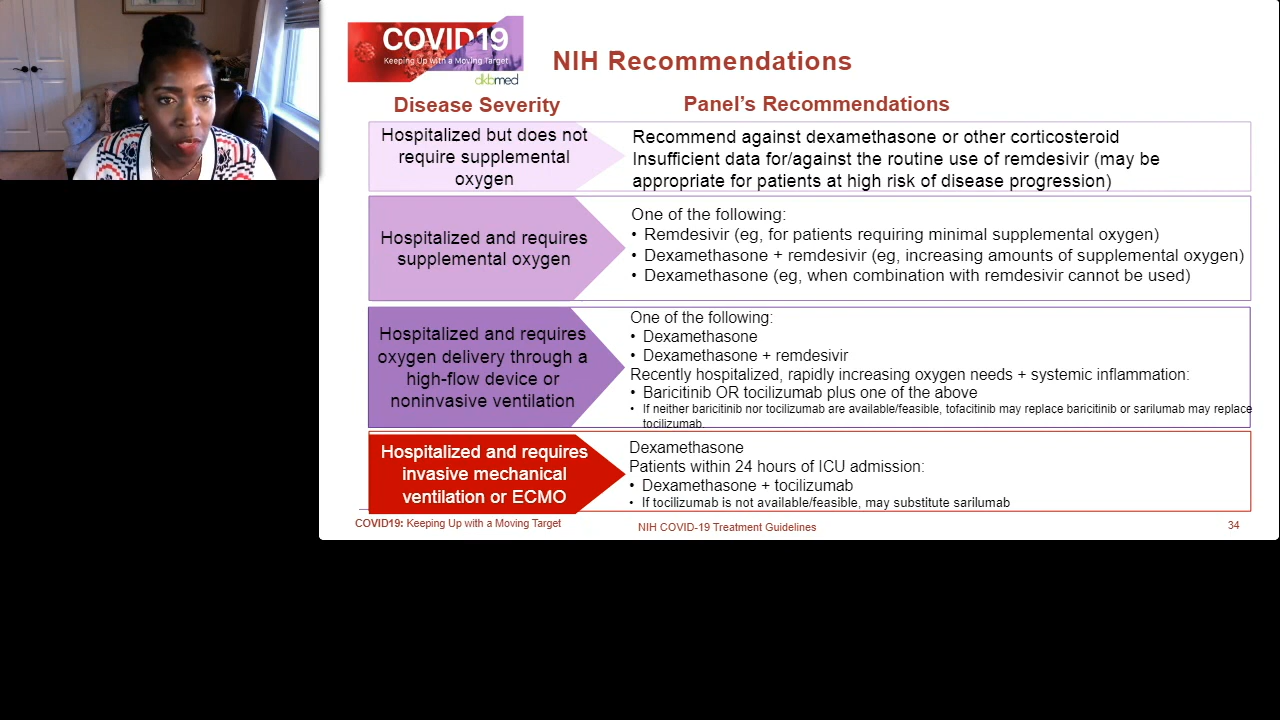 COVID19
Keeping Up with a Moving Target
dkbmed
NIH Recommendations
Disease Severity
Panel's Recommendations
Hospitalized but does not
require supplemental
oxygen
Recommend against dexamethasone or other corticosteroid
Insufficient data for/against the routine use of remdesivir (may be
appropriate for patients at high risk of disease progression)
Hospitalized and requires
supplemental oxygen
One of the following:
• Remdesivir (eg, for patients requiring minimal supplemental oxygen)
• Dexamethasone + remdesivir (eg, increasing amounts of supplemental oxygen)
• Dexamethasone (eg, when combination with remdesivir cannot be used)
Hospitalized and requires
oxygen delivery through a
high-flow device or
noninvasive ventilation
One of the following:
• Dexamethasone
• Dexamethasone + remdesivir
Recently hospitalized, rapidly increasing oxygen needs + systemic inflammation:
• Baricitinib OR tocilizumab plus one of the above
• If neither baricitinib nor tocilizumab are available/feasible, tofacitinib may replace baricitinib or sarilumab may replace
tocilizumab.
Hospitalized and requires
invasive mechanical
ventilation or ECMO
Dexamethasone
Patients within 24 hours of ICU admission:
• Dexamethasone + tocilizumab
• If tocilizumab is not available/feasible, may substitute sarilumab
COVID19: Keeping Up with a Moving Target
NIH COVID-19 Treatment Guidelines
34